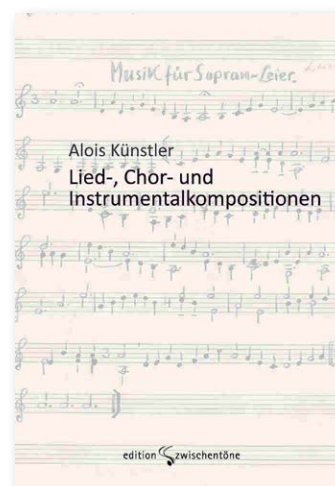 Musik für Sopran-Leier.
Alois Künstler
Lied-, Chor- und
Instrumentalkompositionen
edition zwischentöne